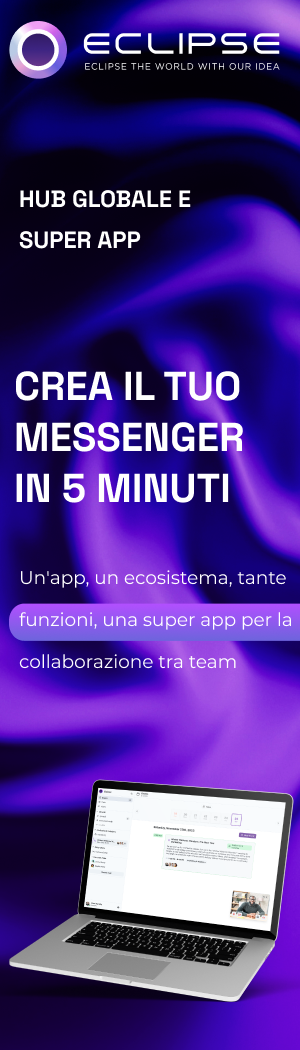 ECLIPSE
ECLIPSE THE WORLD WITH OUR IDEA
HUB GLOBALE E
SUPER APP
CREA IL TUO
MESSENGER
IN 5 MINUTI
Un'app, un ecosistema, tante
funzioni, una super app per la
collaborazione tra team